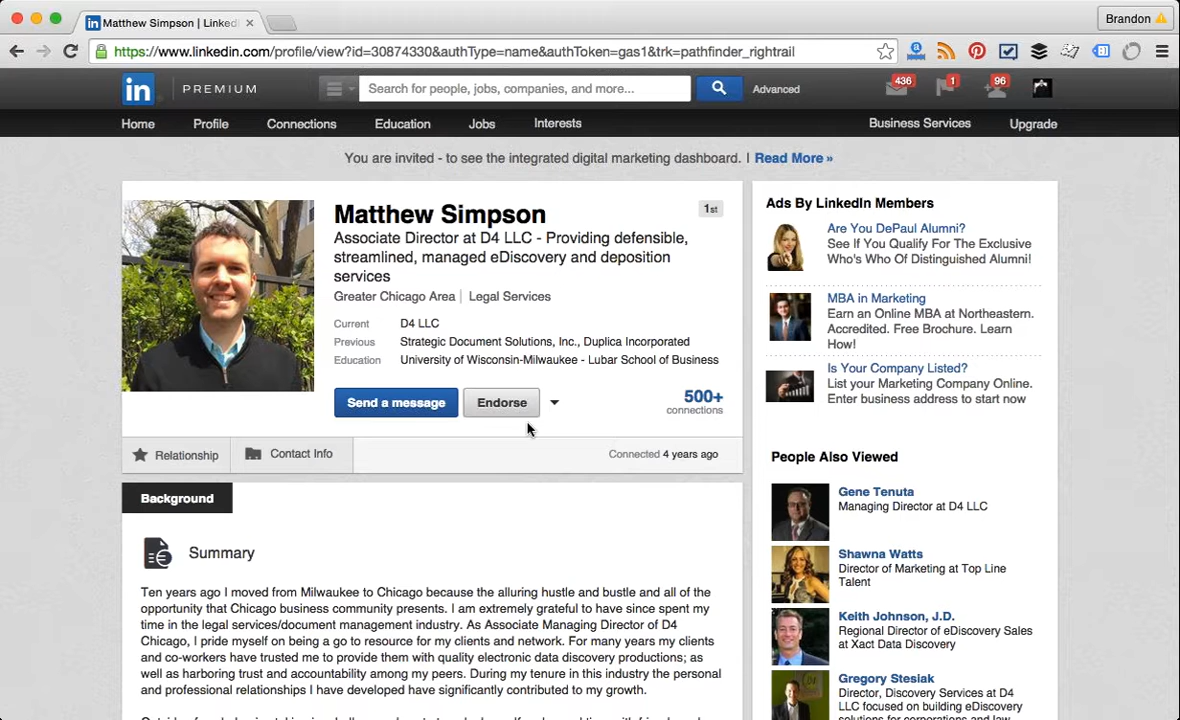 Matthew Simpson | Linked
Brandon
https://www.linkedin.com/profile/view?id=30874330&authType=name&authToken=gas1&trk=pathfinder_rightrail
in PREMIUM
Search for people, jobs, companies, and more...
Advanced
436
1
96
Home
Profile
Connections
Education
Jobs
Interests
Business Services
Upgrade
You are invited - to see the integrated digital marketing dashboard. | Read More »
Matthew Simpson
1st
Associate Director at D4 LLC - Providing defensible,
streamlined, managed eDiscovery and deposition
services
Greater Chicago Area | Legal Services
Current D4 LLC
Previous Strategic Document Solutions, Inc., Duplica Incorporated
Education University of Wisconsin-Milwaukee - Lubar School of Business
Send a message
Endorse
500+
connections
Relationship
Contact Info
Connected 4 years ago
Background
Summary
Ten years ago I moved from Milwaukee to Chicago because the alluring hustle and bustle and all of the
opportunity that Chicago business community presents. I am extremely grateful to have since spent my
time in the legal services/document management industry. As Associate Managing Director of D4
Chicago, I pride myself on being a go to resource for my clients and network. For many years my clients
and co-workers have trusted me to provide them with quality electronic data discovery productions; as
well as harboring trust and accountability among my peers. During my tenure in this industry the personal
and professional relationships I have developed have significantly contributed to my growth.
Ads By LinkedIn Members
Are You DePaul Alumni?
See If You Qualify For The Exclusive
Who's Who Of Distinguished Alumni!
MBA in Marketing
Earn an Online MBA at Northeastern.
Accredited. Free Brochure. Learn
How!
Is Your Company Listed?
List your Marketing Company Online.
Enter business address to start now
People Also Viewed
Gene Tenuta
Managing Director at D4 LLC
Shawna Watts
Director of Marketing at Top Line
Talent
Keith Johnson, J.D.
Regional Director of eDiscovery Sales
at Xact Data Discovery
Gregory Stesiak
Director, Discovery Services at D4
LLC focused on building eDiscovery
solutions for corporations and law